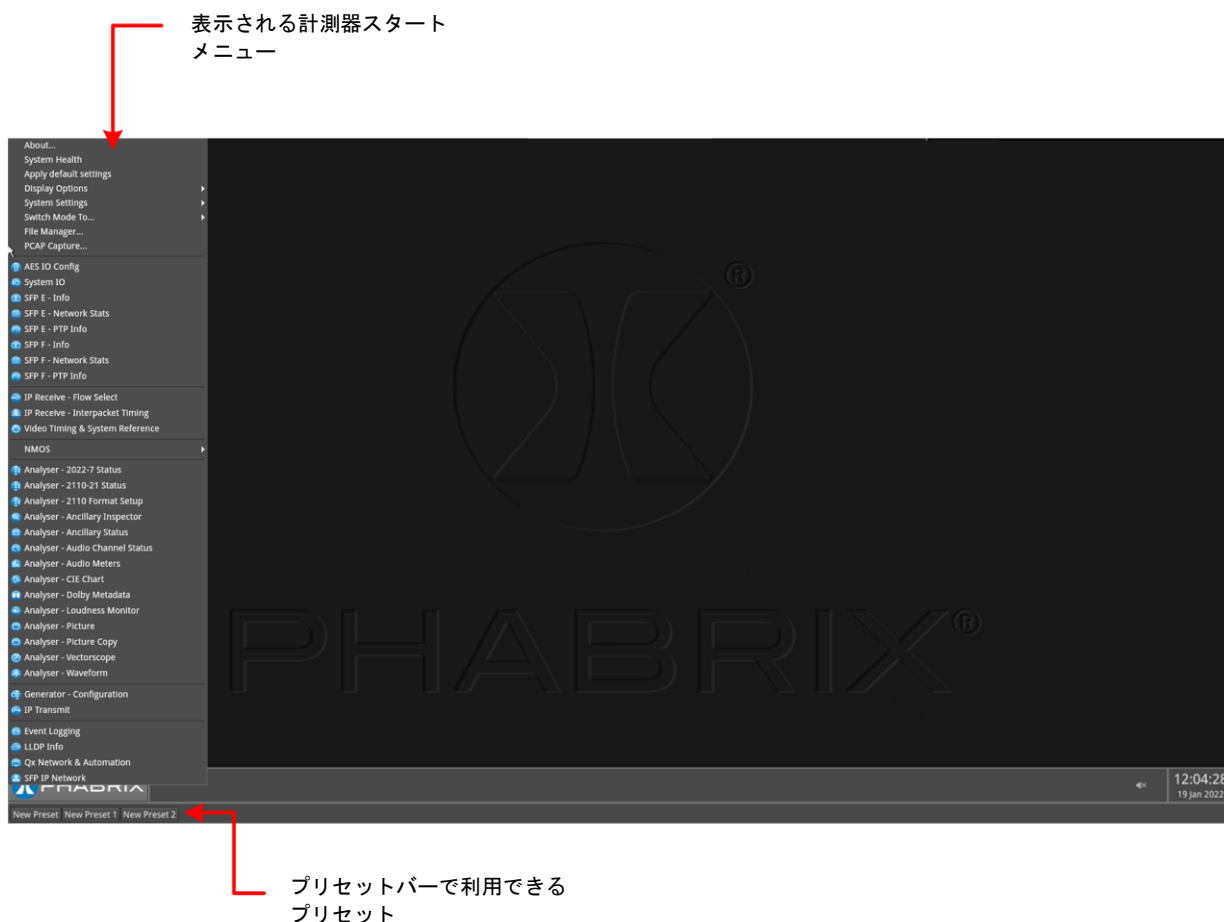 表示される計測器スタート
メニュー
About...
System Health
Apply default settings
Display Options
System Settings
Switch Mode To...
File Manager...
PCAP Capture...
AES IO Config
System IO
SFP E - Info
SFP E - Network Stats
SFP E - PTP Info
SFP F - Info
SFP F - Network Stats
SFP F - PTP Info
IP Receive - Flow Select
IP Receive - Interpacket Timing
Video Timing & System Reference
NMOS
Analyser - 2022-7 Status
Analyser - 2110-21 Status
Analyser - 2110 Format Setup
Analyser - Ancillary Inspector
Analyser - Ancillary Status
Analyser - Audio Channel Status
Analyser - Audio Meters
Analyser - CIE Chart
Analyser - Dolby Metadata
Analyser - Loudness Monitor
Analyser - Picture
Analyser - Picture Copy
Analyser - Vectorscope
Analyser - Waveform
Generator - Configuration
IP Transmit
Event Logging
LLDP Info
Qx Network & Automation
SFP IP Network
®
PHABRIX®
PHABRIX
12:04:28
19 Jan 2022
New Preset New Preset 1 New Preset 2
プリセットバーで利用できる
プリセット